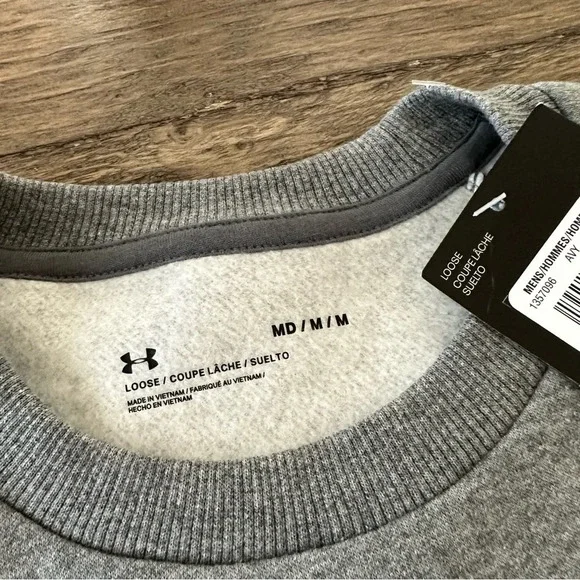 MD / M / M
LOOSE / COUPE LÂCHE / SUELTO
MADE IN VIETNAM / FABRIQUÉ AU VIETNAM /
HECHO EN VIETNAM
LOOSE
COUPE LÂCHE
SUELTO
MENS/HOMMES/HOM
1357096 AVY